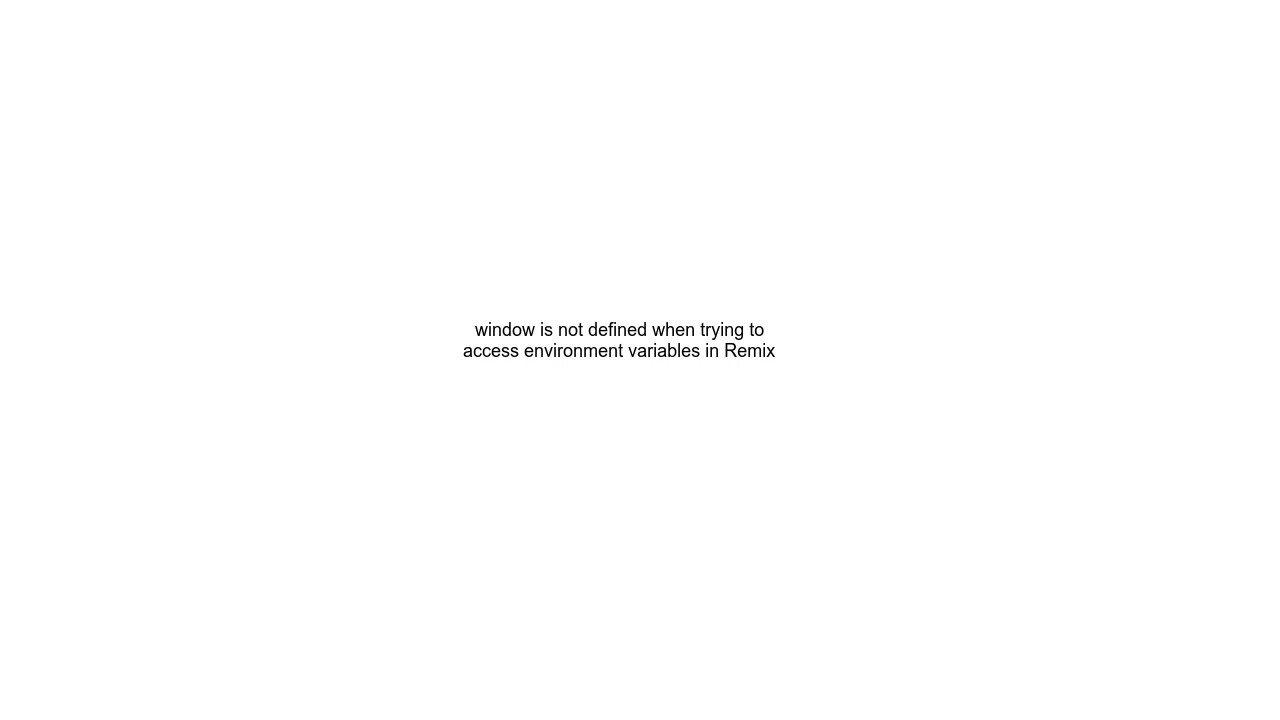 window is not defined when trying to
access environment variables in Remix